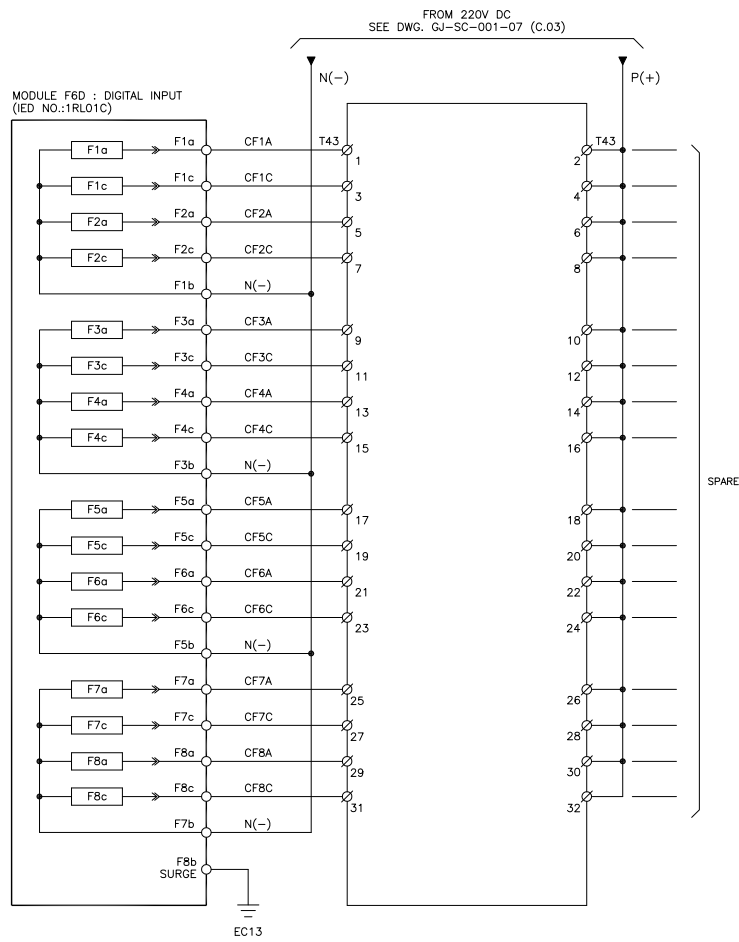 FROM 220V DC
SEE DWG. GJ-SC-001-07 (C.03)
N(-) P(+)
MODULE F6D : DIGITAL INPUT
(IED NO.:1RL01C)
F1a F1a CF1A T43 1 2 T43
F1c F1c CF1C 3 4
F2a F2a CF2A 5 6
F2c F2c CF2C 7 8
F1b N(-)
F3a F3a CF3A 9 10
F3c F3c CF3C 11 12
F4a F4a CF4A 13 14
F4c F4c CF4C 15 16
F3b N(-)
SPARE
F5a F5a CF5A 17 18
F5c F5c CF5C 19 20
F6a F6a CF6A 21 22
F6c F6c CF6C 23 24
F5b N(-)
F7a F7a CF7A 25 26
F7c F7c CF7C 27 28
F8a F8a CF8A 29 30
F8c F8c CF8C 31 32
F7b N(-)
F8b
SURGE
EC13